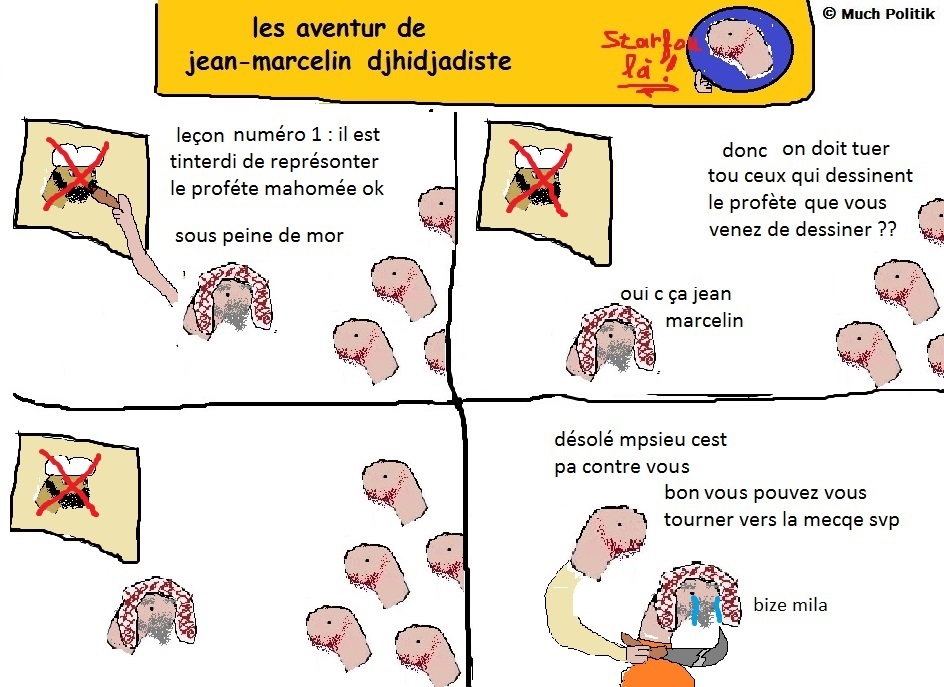 © Much Politik
les aventur de
jean-marcelin djhidjadiste
Starfou
là !
leçon numéro 1 : il est
tinterdi de représonter
le proféte mahomée ok
sous peine de mor
donc on doit tuer
tou ceux qui dessinent
le profète que vous
venez de dessiner ??
oui c ça jean
marcelin
désolé mpsieu cest
pa contre vous
bon vous pouvez vous
tourner vers la mecqe svp
bize mila